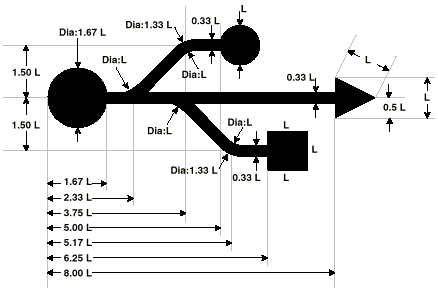 L
Dia:1.33 L
0.33 L
Dia:1.67 L
L
Dia:L
Dia:L
1.50 L
0.33 L
0.5 L
L
Dia:L
Dia:L
1.50 L
L
L
Dia:1.33 L
0.33 L
L
1.67 L
2.33 L
3.75 L
5.00 L
5.17 L
6.25 L
8.00 L